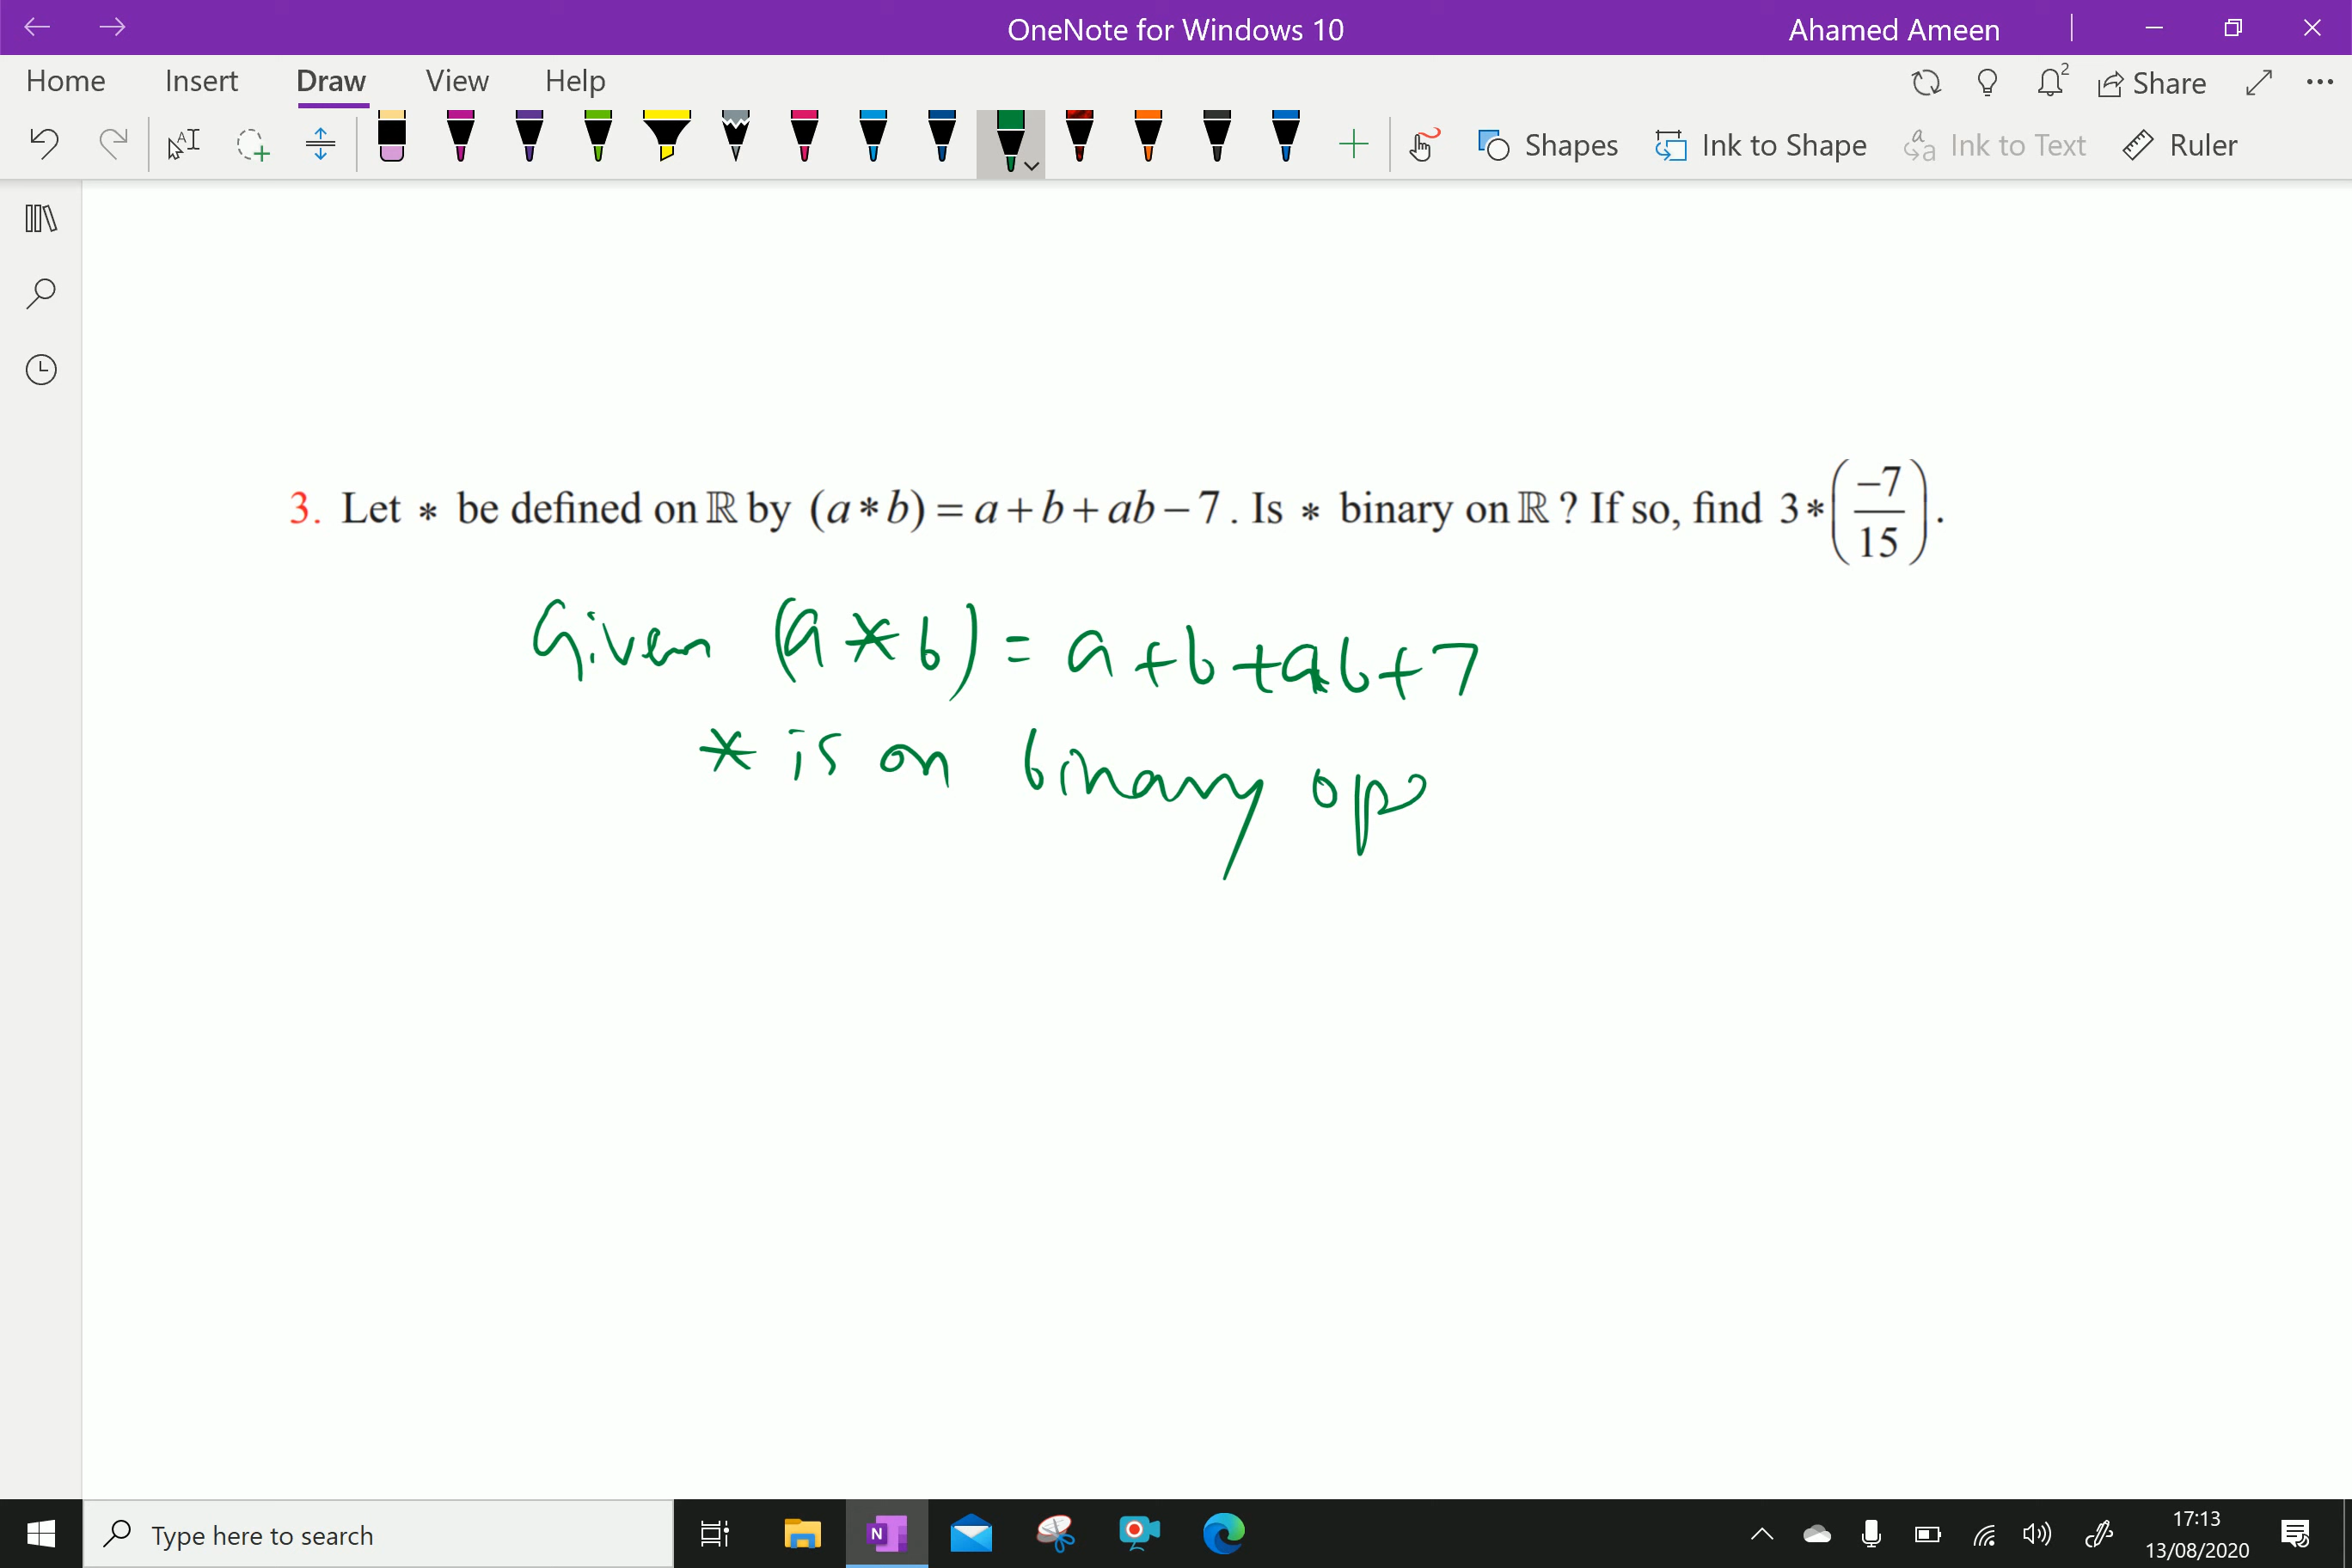 OneNote for Windows 10
Ahamed Ameen
Home Insert Draw View Help
2 Share
Shapes Ink to Shape Ink to Text Ruler
3. Let * be defined on ℝ by (a * b) = a + b + ab − 7. Is * binary on ℝ ? If so, find 3 * (−7/15).
Given (a * b) = a + b + ab + 7
* is on binary op
Type here to search
17:13
13/08/2020